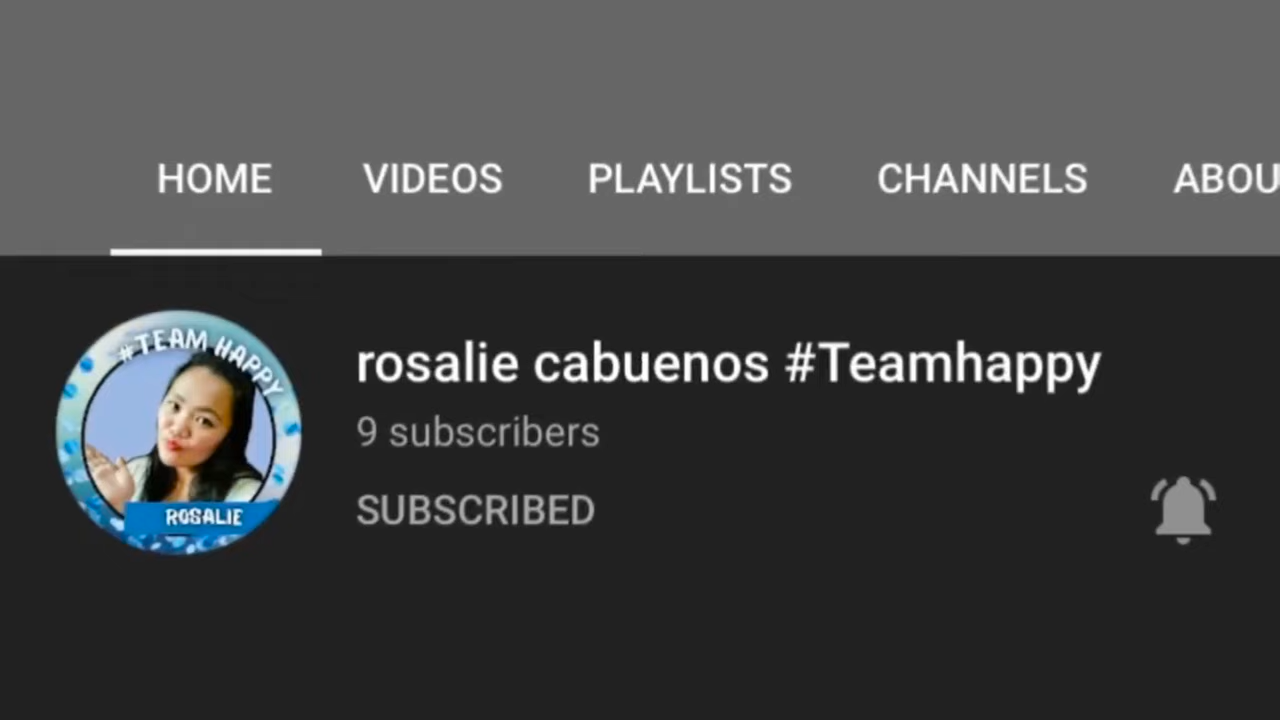 HOME VIDEOS PLAYLISTS CHANNELS ABOU
#TEAM HAPPY
rosalie cabuenos #Teamhappy
9 subscribers
SUBSCRIBED
ROSALIE